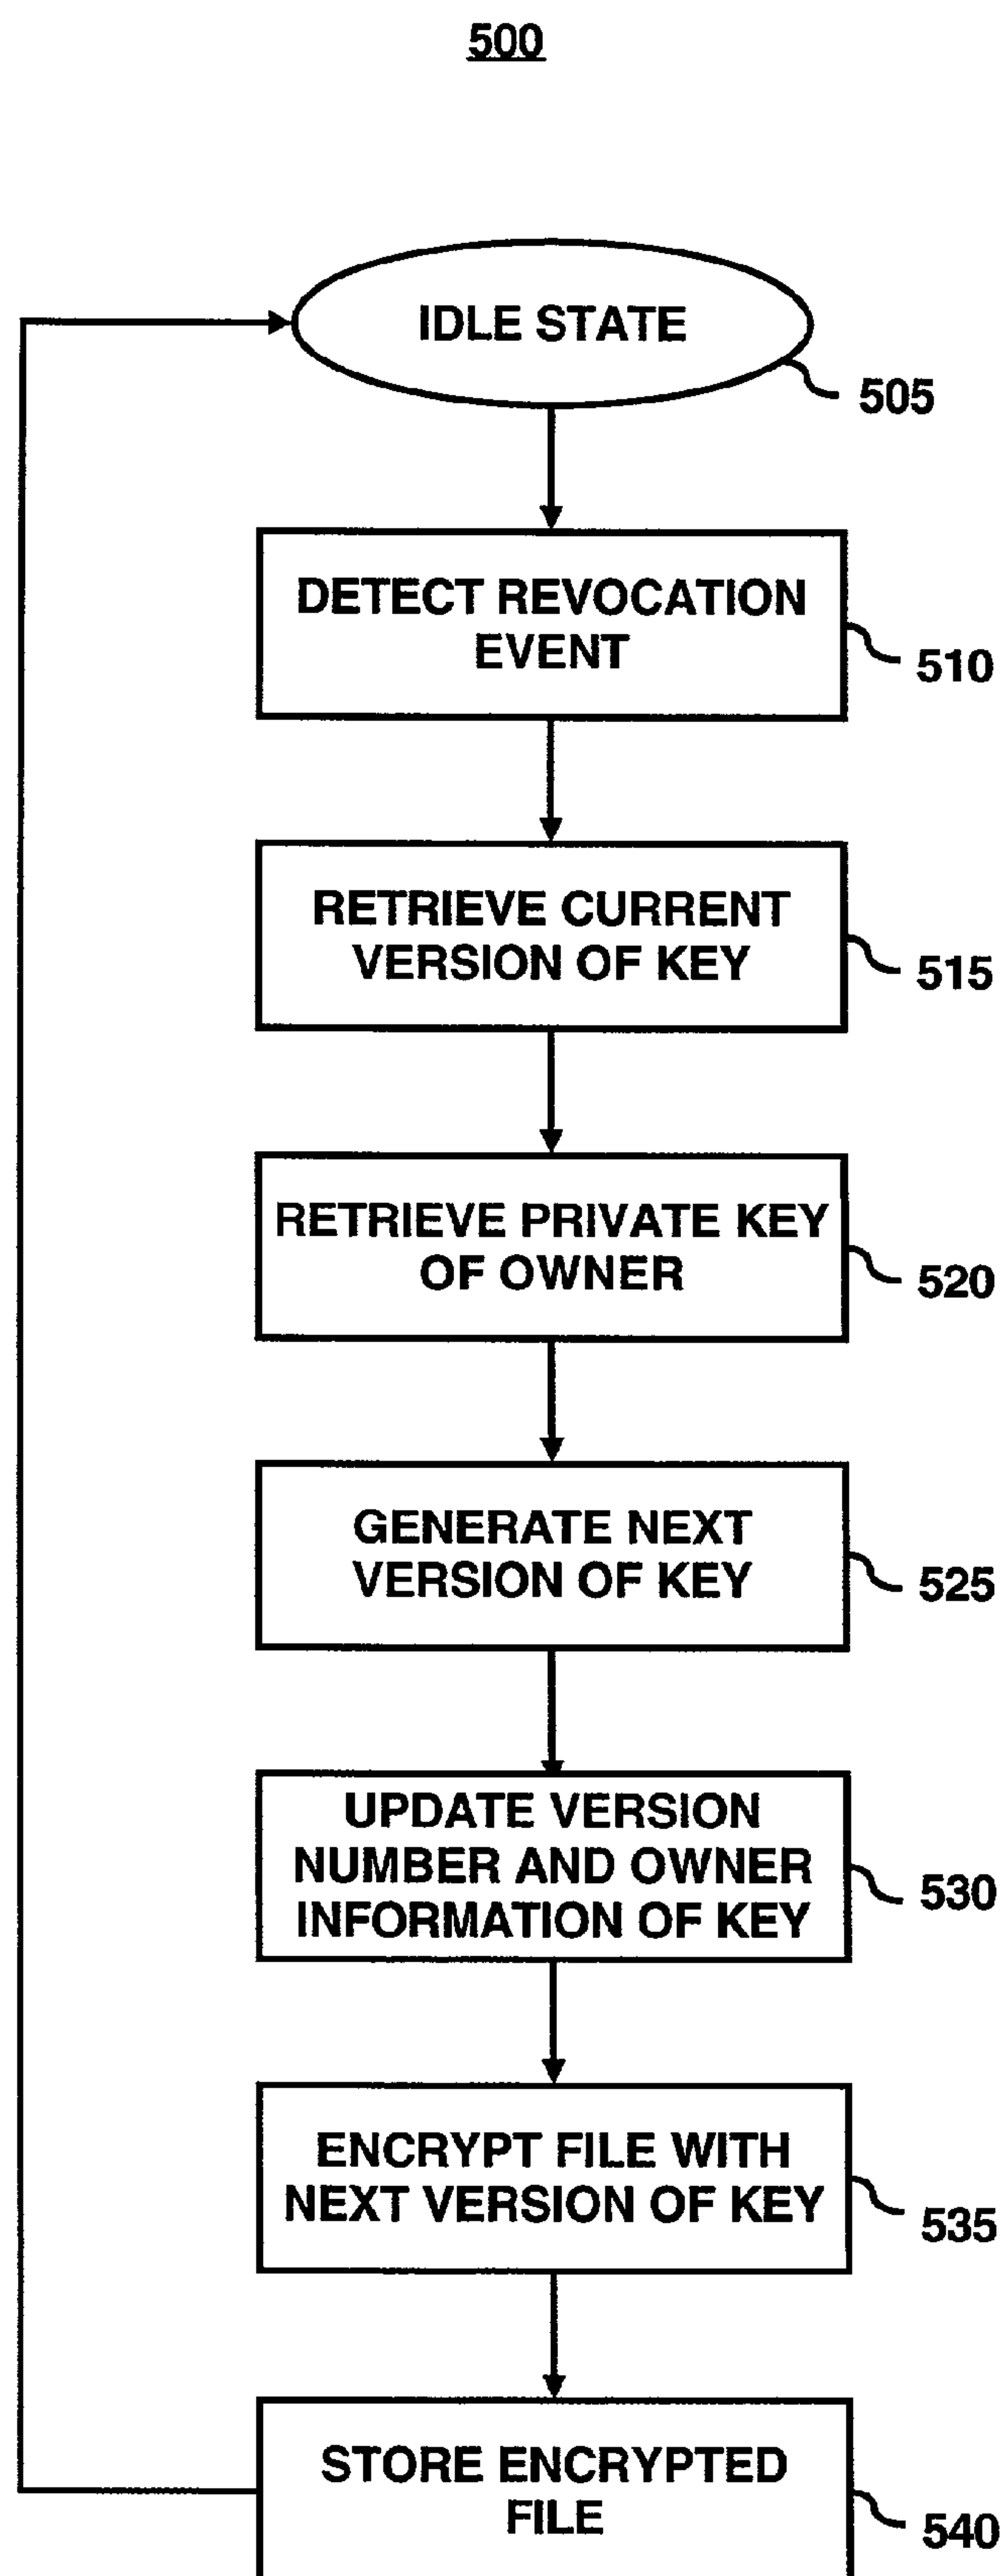 500
IDLE STATE
505
DETECT REVOCATION
EVENT
510
RETRIEVE CURRENT
VERSION OF KEY
515
RETRIEVE PRIVATE KEY
OF OWNER
520
GENERATE NEXT
VERSION OF KEY
525
UPDATE VERSION
NUMBER AND OWNER
INFORMATION OF KEY
530
ENCRYPT FILE WITH
NEXT VERSION OF KEY
535
STORE ENCRYPTED
FILE
540